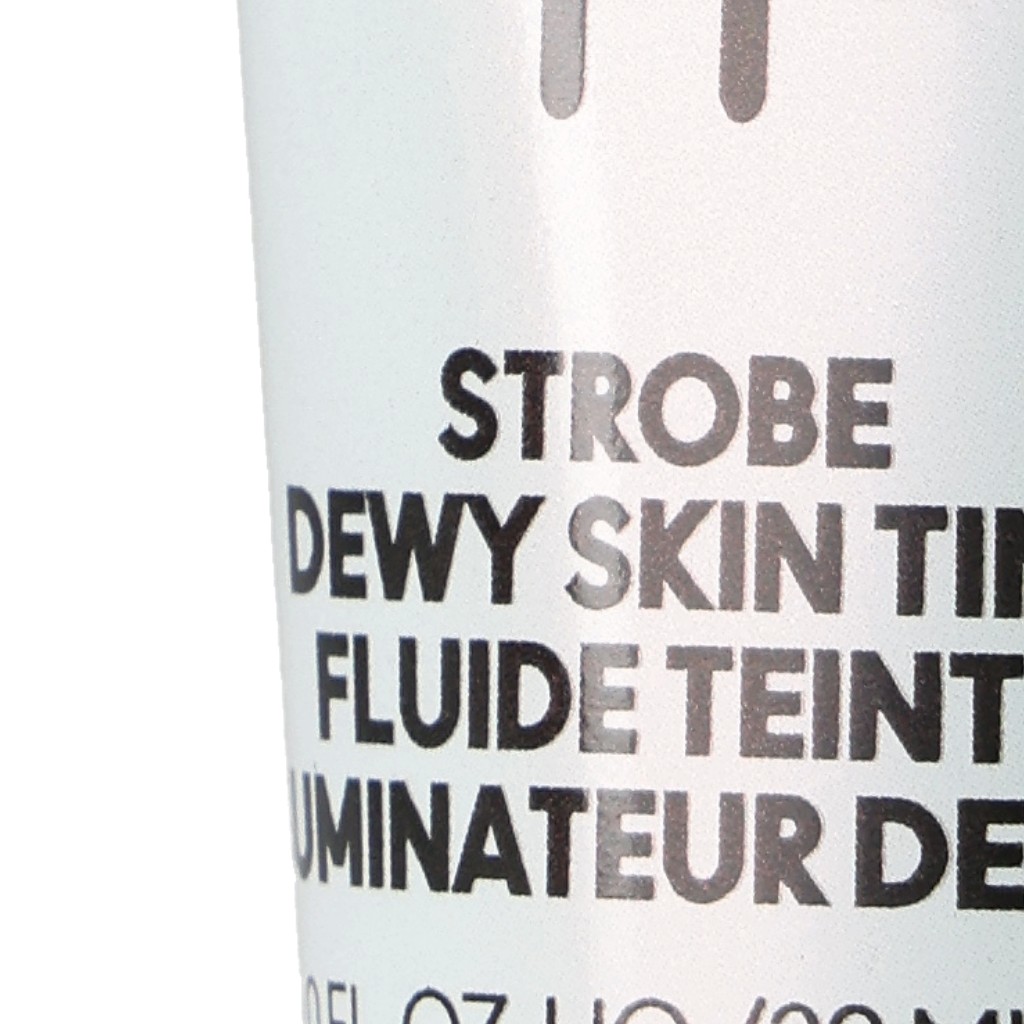 STROBE
DEWY SKIN TIN
FLUIDE TEINT
UMINATEUR DE